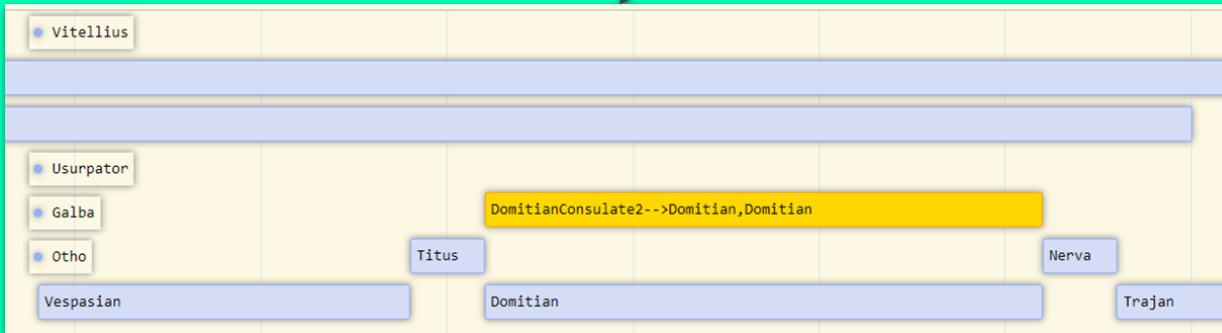 Vitellius
Usurpator
Galba
DomitianConsulate2-->Domitian,Domitian
Otho
Titus
Nerva
Vespasian
Domitian
Trajan